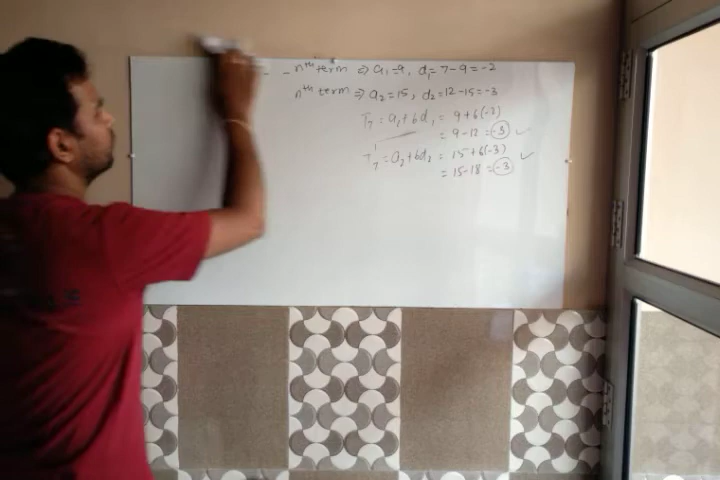 - - nth term ⇒ a1=9, d1= 7-9=-2
nth term ⇒ a2=15, d2=12-15=-3
T7 = a1+6d1 = 9+6(-2)
= 9-12 = -3 ✓
T'7 = a2+6d2 = 15+6(-3) ✓
= 15-18 = -3